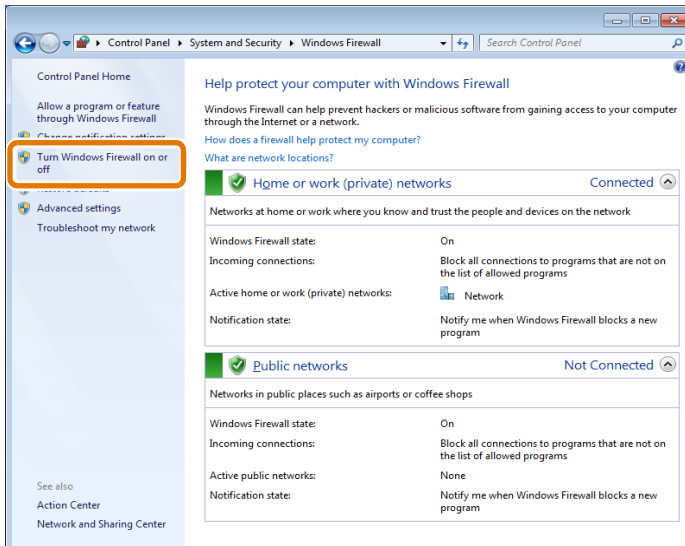 Control Panel ▸ System and Security ▸ Windows Firewall
Search Control Panel
Control Panel Home
Allow a program or feature
through Windows Firewall
Change notification settings
Turn Windows Firewall on or
off
Restore defaults
Advanced settings
Troubleshoot my network
See also
Action Center
Network and Sharing Center
Help protect your computer with Windows Firewall
Windows Firewall can help prevent hackers or malicious software from gaining access to your computer
through the Internet or a network.
How does a firewall help protect my computer?
What are network locations?
Home or work (private) networks Connected
Networks at home or work where you know and trust the people and devices on the network
Windows Firewall state: On
Incoming connections: Block all connections to programs that are not on
the list of allowed programs
Active home or work (private) networks: Network
Notification state: Notify me when Windows Firewall blocks a new
program
Public networks Not Connected
Networks in public places such as airports or coffee shops
Windows Firewall state: On
Incoming connections: Block all connections to programs that are not on
the list of allowed programs
Active public networks: None
Notification state: Notify me when Windows Firewall blocks a new
program